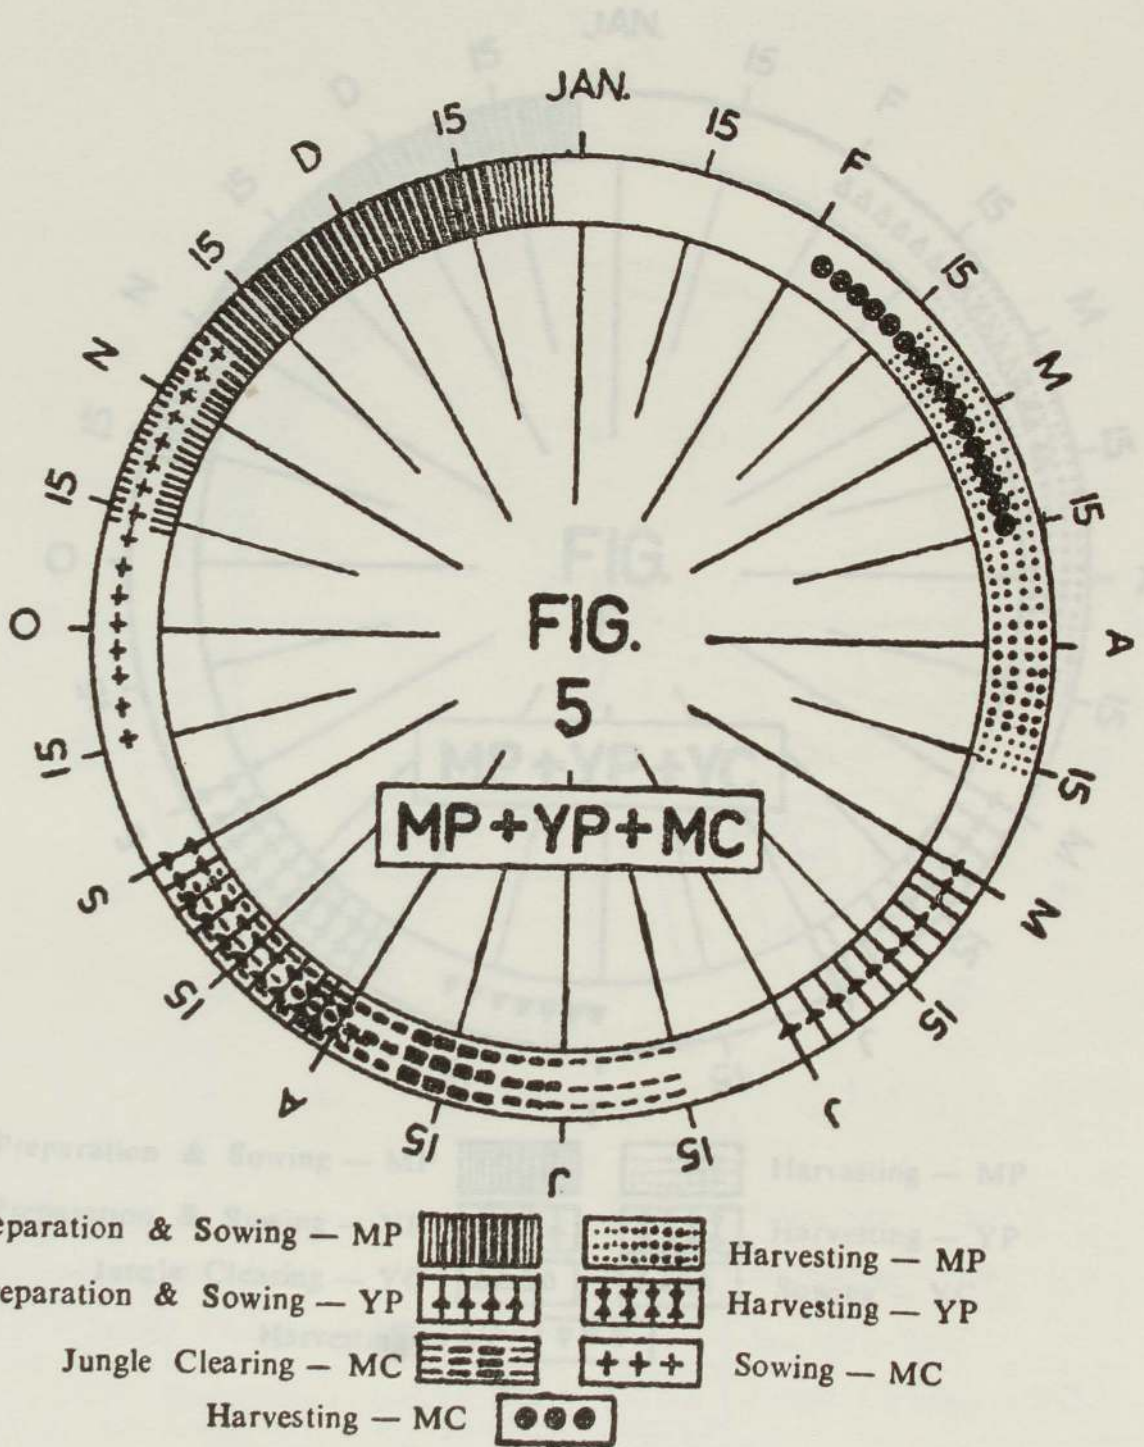 JAN.
15
F
15
M
15
A
15
M
15
J
15
J
15
A
15
S
15
O
15
N
15
D
15
FIG.
5
MP + YP + MC
eparation & Sowing — MP
Harvesting — MP
eparation & Sowing — YP
Harvesting — YP
Jungle Clearing — MC
Sowing — MC
Harvesting — MC